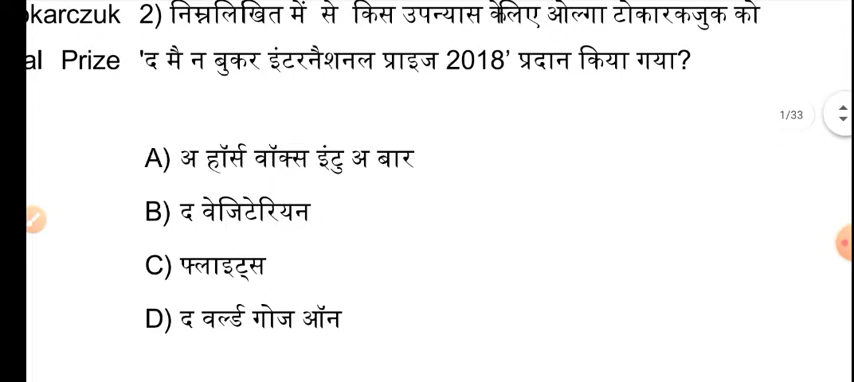 okarczuk 2) निम्नलिखित में से किस उपन्यास केलिए ओल्गा टोकारकजुक को
al Prize 'द मै न बुकर इंटरनैशनल प्राइज 2018' प्रदान किया गया?
1/33
A) अ हॉर्स वॉक्स इंटु अ बार
B) द वेजिटेरियन
C) फ्लाइट्स
D) द वर्ल्ड गोज ऑन